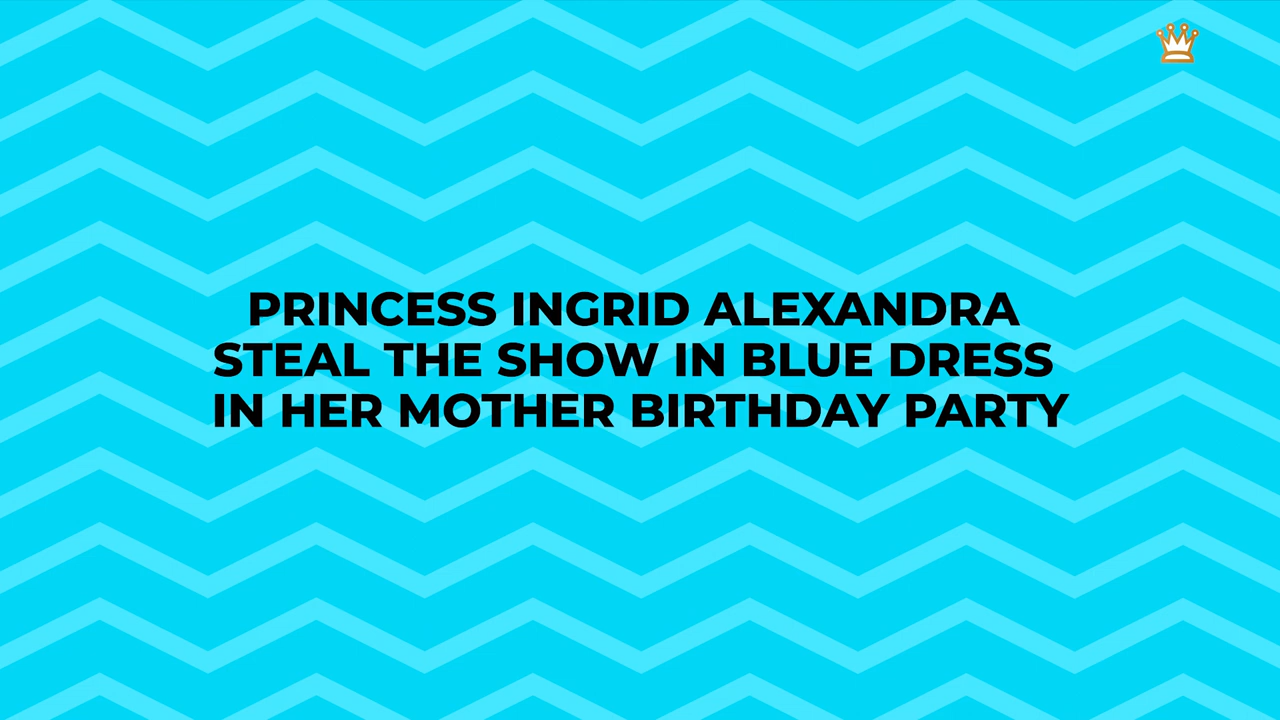 PRINCESS INGRID ALEXANDRA
STEAL THE SHOW IN BLUE DRESS
IN HER MOTHER BIRTHDAY PARTY